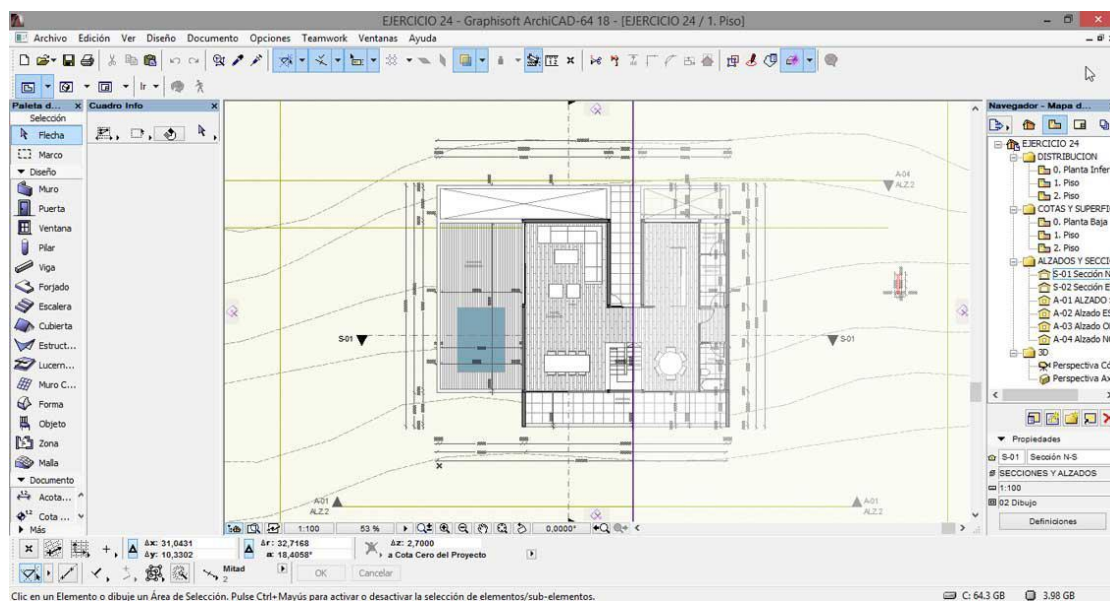 EJERCICIO 24 - Graphisoft ArchiCAD-64 18 - [EJERCICIO 24 / 1. Piso]
Archivo Edición Ver Diseño Documento Opciones Teamwork Ventanas Ayuda
Ir
Paleta d...
Selección
Flecha
Marco
Diseño
Muro
Puerta
Ventana
Pilar
Viga
Forjado
Escalera
Cubierta
Estruct...
Lucern...
Muro C...
Forma
Objeto
Zona
Malla
Documento
Acota...
Cota ...
Más
Cuadro Info
A-04
ALZ.2
S-01
S-01
A-01
ALZ.2
A-01
ALZ.2
1:100 53 % 0,0000°
Navegador - Mapa d...
EJERCICIO 24
DISTRIBUCION
0. Planta Infer
1. Piso
2. Piso
COTAS Y SUPERFI
0. Planta Baja
1. Piso
2. Piso
ALZADOS Y SECCI
S-01 Sección N
S-02 Sección E
A-01 ALZADO
A-02 Alzado ES
A-03 Alzado O
A-04 Alzado N
3D
Perspectiva Có
Perspectiva Ax
Propiedades
S-01 Sección N-S
SECCIONES Y ALZADOS
1:100
02 Dibujo
Definiciones
Δx: 31,0431 Δr: 32,7168 Δz: 2,7000
Δy: 10,3302 α: 18,4058° a Cota Cero del Proyecto
Mitad
2
OK Cancelar
Clic en un Elemento o dibuje un Área de Selección. Pulse Ctrl+Mayús para activar o desactivar la selección de elementos/sub-elementos.
C: 64.3 GB 3.98 GB